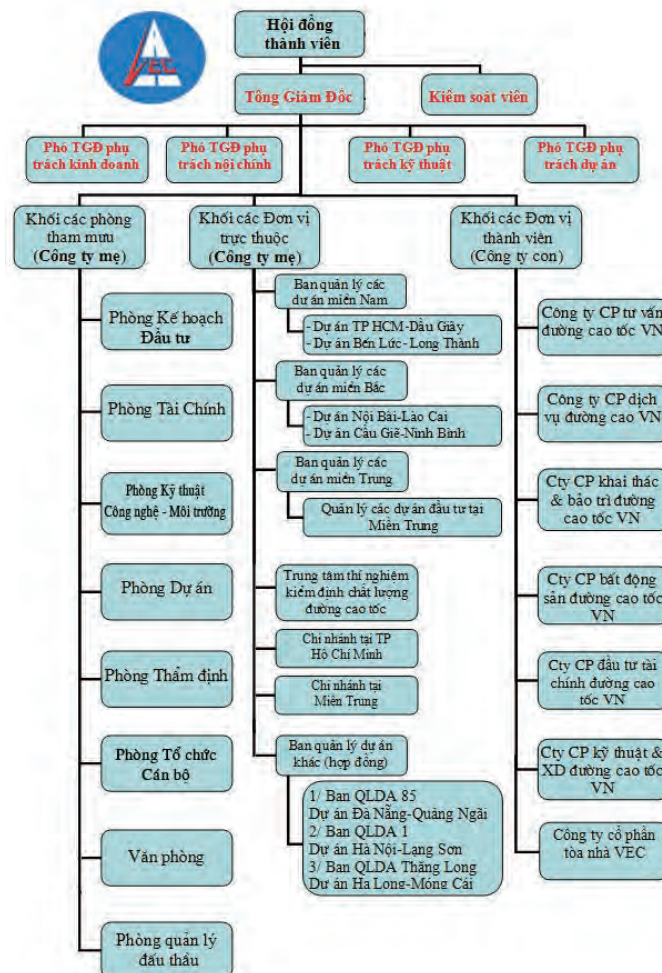 VEC
Hội đồng
thành viên
Tổng Giám Đốc
Kiểm soát viên
Phó TGĐ phụ
trách kinh doanh
Phó TGĐ phụ
trách nội chính
Phó TGĐ phụ
trách kỹ thuật
Phó TGĐ phụ
trách dự án
Khối các phòng
tham mưu
(Công ty mẹ)
Phòng Kế hoạch
Đầu tư
Phòng Tài Chính
Phòng Kỹ thuật
Công nghệ - Môi trường
Phòng Dự án
Phòng Thẩm định
Phòng Tổ chức
Cán bộ
Văn phòng
Phòng quản lý
đấu thầu
Khối các Đơn vị
trực thuộc
(Công ty mẹ)
Ban quản lý các
dự án miền Nam
- Dự án TP HCM-Dầu Giây
- Dự án Bến Lức- Long Thành
Ban quản lý các
dự án miền Bắc
- Dự án Nội Bài-Lào Cai
- Dự án Cầu Giẽ-Ninh Bình
Ban quản lý các
dự án miền Trung
Quản lý các dự án đầu tư tại
Miền Trung
Trung tâm thí nghiệm
kiểm định chất lượng
đường cao tốc
Chi nhánh tại TP
Hồ Chí Minh
Chi nhánh tại
Miền Trung
Ban quản lý dự án
khác (hợp đồng)
1/ Ban QLDA 85
Dự án Đà Nẵng-Quảng Ngãi
2/ Ban QLDA 1
Dự án Hà Nội-Lạng Sơn
3/ Ban QLDA Thăng Long
Dự án Hạ Long-Móng Cái
Khối các Đơn vị
thành viên
(Công ty con)
Công ty CP tư vấn
đường cao tốc VN
Công ty CP dịch
vụ đường cao VN
Cty CP khai thác
& bảo trì đường
cao tốc VN
Cty CP bất động
sản đường cao tốc
VN
Cty CP đầu tư tài
chính đường cao
tốc VN
Cty CP kỹ thuật &
XD đường cao tốc
VN
Công ty cổ phần
tòa nhà VEC